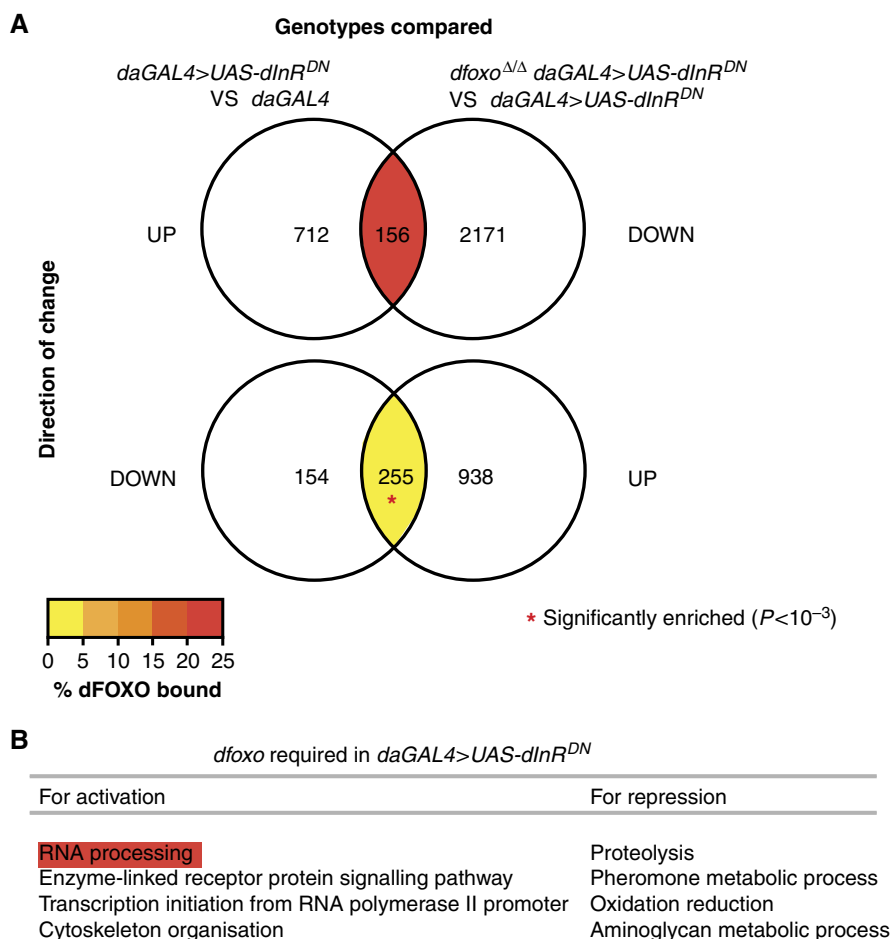 A
Genotypes compared
daGAL4>UAS-dInR^DN
VS daGAL4
dfoxo^Δ/Δ daGAL4>UAS-dInR^DN
VS daGAL4>UAS-dInR^DN
Direction of change
UP
712
156
2171
DOWN
DOWN
154
255
*
938
UP
0 5 10 15 20 25
% dFOXO bound
* Significantly enriched (P<10^–3)
B
dfoxo required in daGAL4>UAS-dInR^DN
For activation For repression
RNA processing Proteolysis
Enzyme-linked receptor protein signalling pathway Pheromone metabolic process
Transcription initiation from RNA polymerase II promoter Oxidation reduction
Cytoskeleton organisation Aminoglycan metabolic process